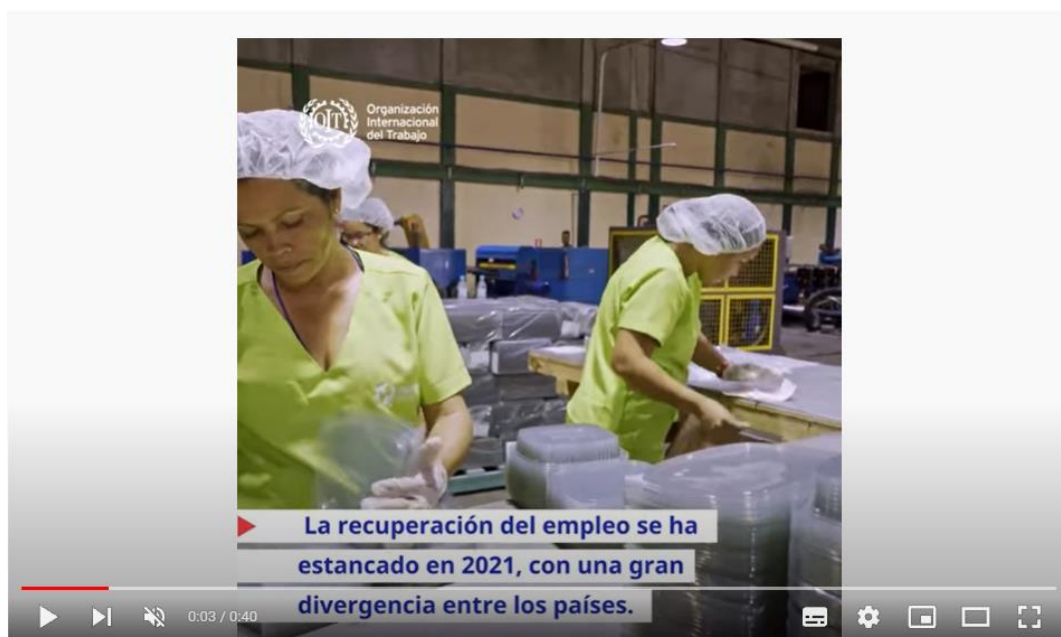 OIT
Organización
Internacional
del Trabajo
La recuperación del empleo se ha
estancado en 2021, con una gran
divergencia entre los países.
0:03 / 0:40